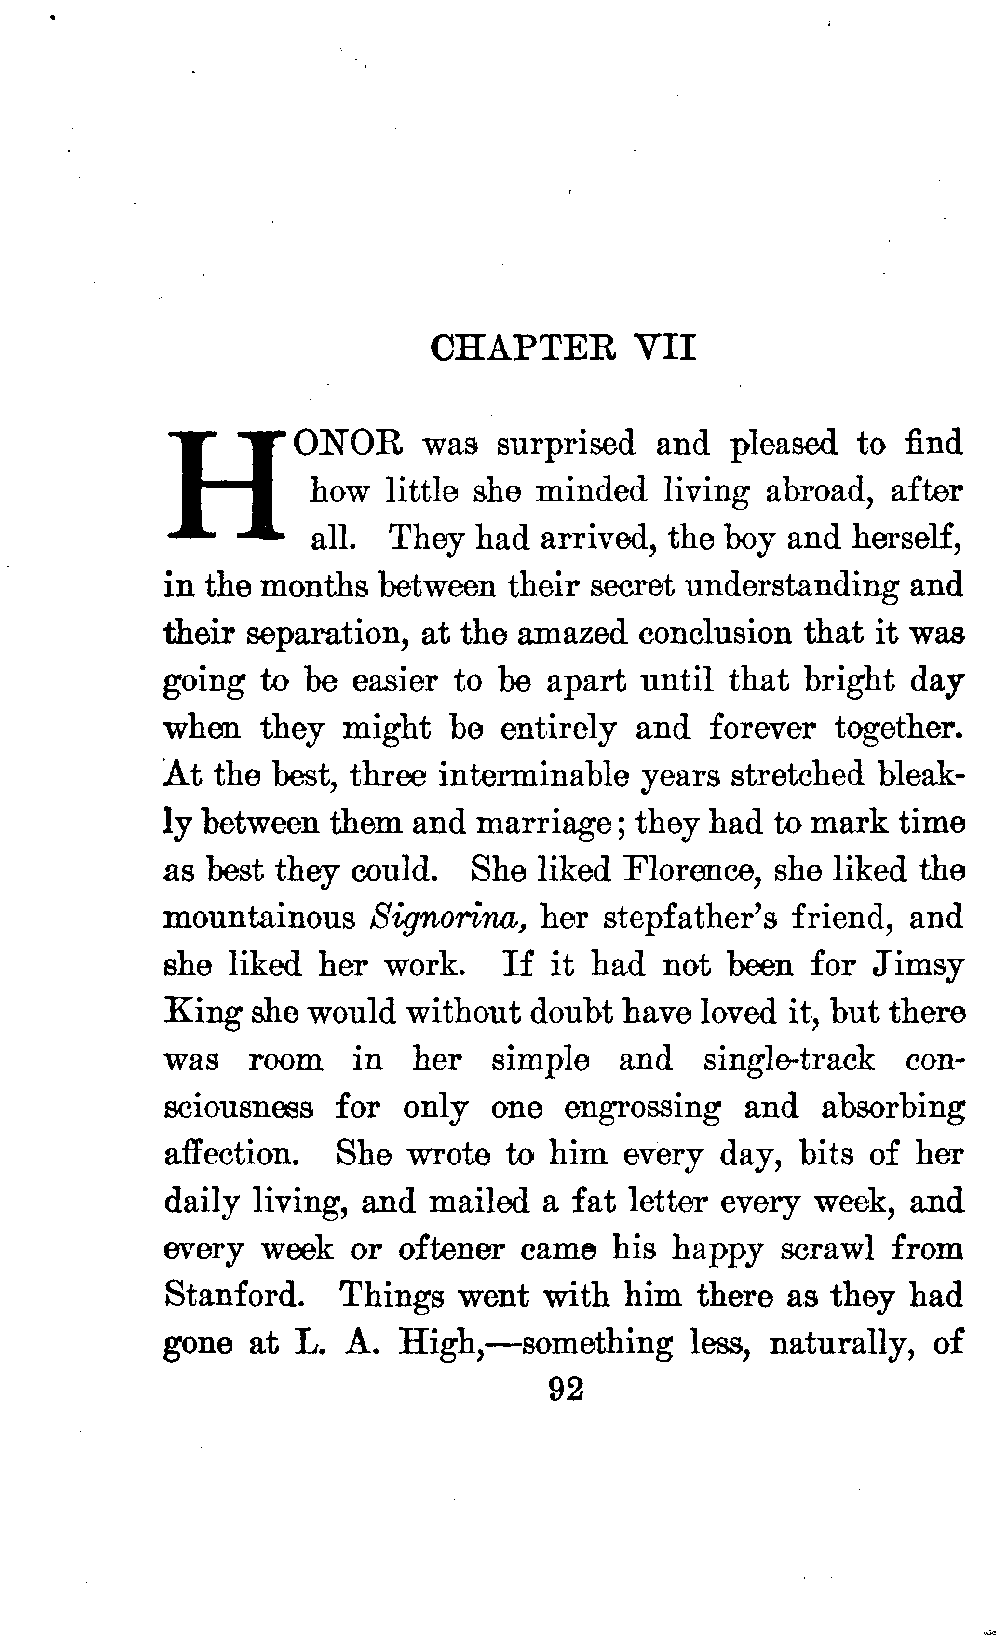 CHAPTER VII
HONOR was surprised and pleased to find
how little she minded living abroad, after
all. They had arrived, the boy and herself,
in the months between their secret understanding and
their separation, at the amazed conclusion that it was
going to be easier to be apart until that bright day
when they might be entirely and forever together.
At the best, three interminable years stretched bleak-
ly between them and marriage; they had to mark time
as best they could. She liked Florence, she liked the
mountainous Signorina, her stepfather's friend, and
she liked her work. If it had not been for Jimsy
King she would without doubt have loved it, but there
was room in her simple and single-track con-
sciousness for only one engrossing and absorbing
affection. She wrote to him every day, bits of her
daily living, and mailed a fat letter every week, and
every week or oftener came his happy scrawl from
Stanford. Things went with him there as they had
gone at L. A. High,—something less, naturally, of
92